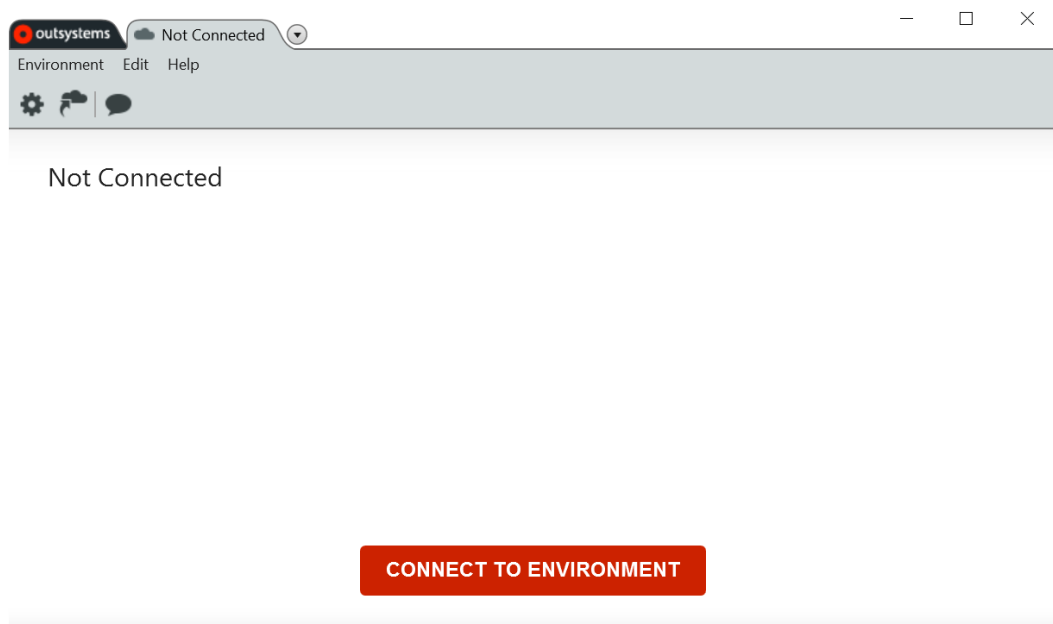 outsystems Not Connected
Environment Edit Help
Not Connected
CONNECT TO ENVIRONMENT